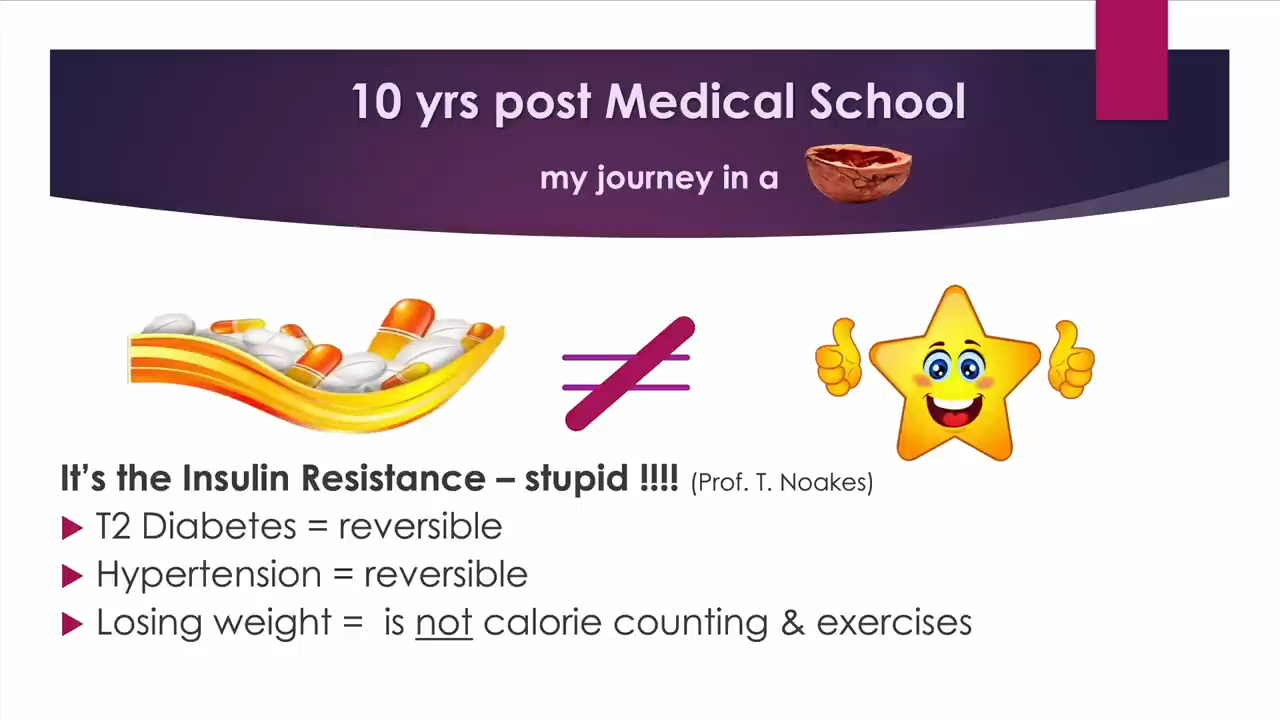 10 yrs post Medical School
my journey in a
It’s the Insulin Resistance – stupid !!!! (Prof. T. Noakes)
T2 Diabetes = reversible
Hypertension = reversible
Losing weight = is not calorie counting & exercises